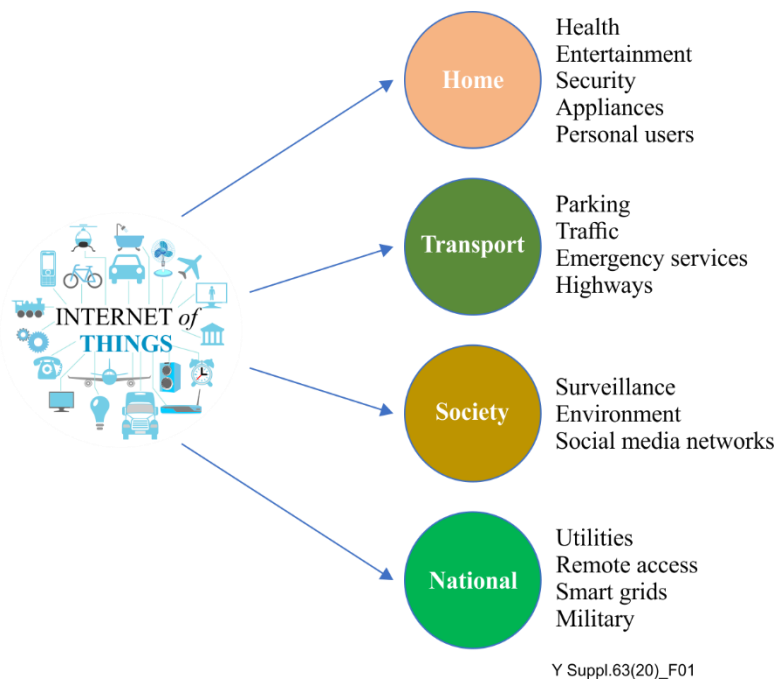 INTERNET of
THINGS
Home
Health
Entertainment
Security
Appliances
Personal users
Transport
Parking
Traffic
Emergency services
Highways
Society
Surveillance
Environment
Social media networks
National
Utilities
Remote access
Smart grids
Military
Y Suppl.63(20)_F01